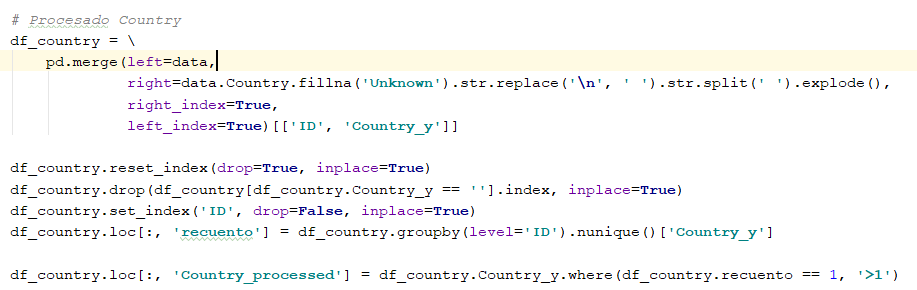 # Procesado Country
df_country = \
    pd.merge(left=data,
             right=data.Country.fillna('Unknown').str.replace('\n', ' ').str.split(' ').explode(),
             right_index=True,
             left_index=True)[['ID', 'Country_y']]
df_country.reset_index(drop=True, inplace=True)
df_country.drop(df_country[df_country.Country_y == ''].index, inplace=True)
df_country.set_index('ID', drop=False, inplace=True)
df_country.loc[:, 'recuento'] = df_country.groupby(level='ID').nunique()['Country_y']
df_country.loc[:, 'Country_processed'] = df_country.Country_y.where(df_country.recuento == 1, '>1')